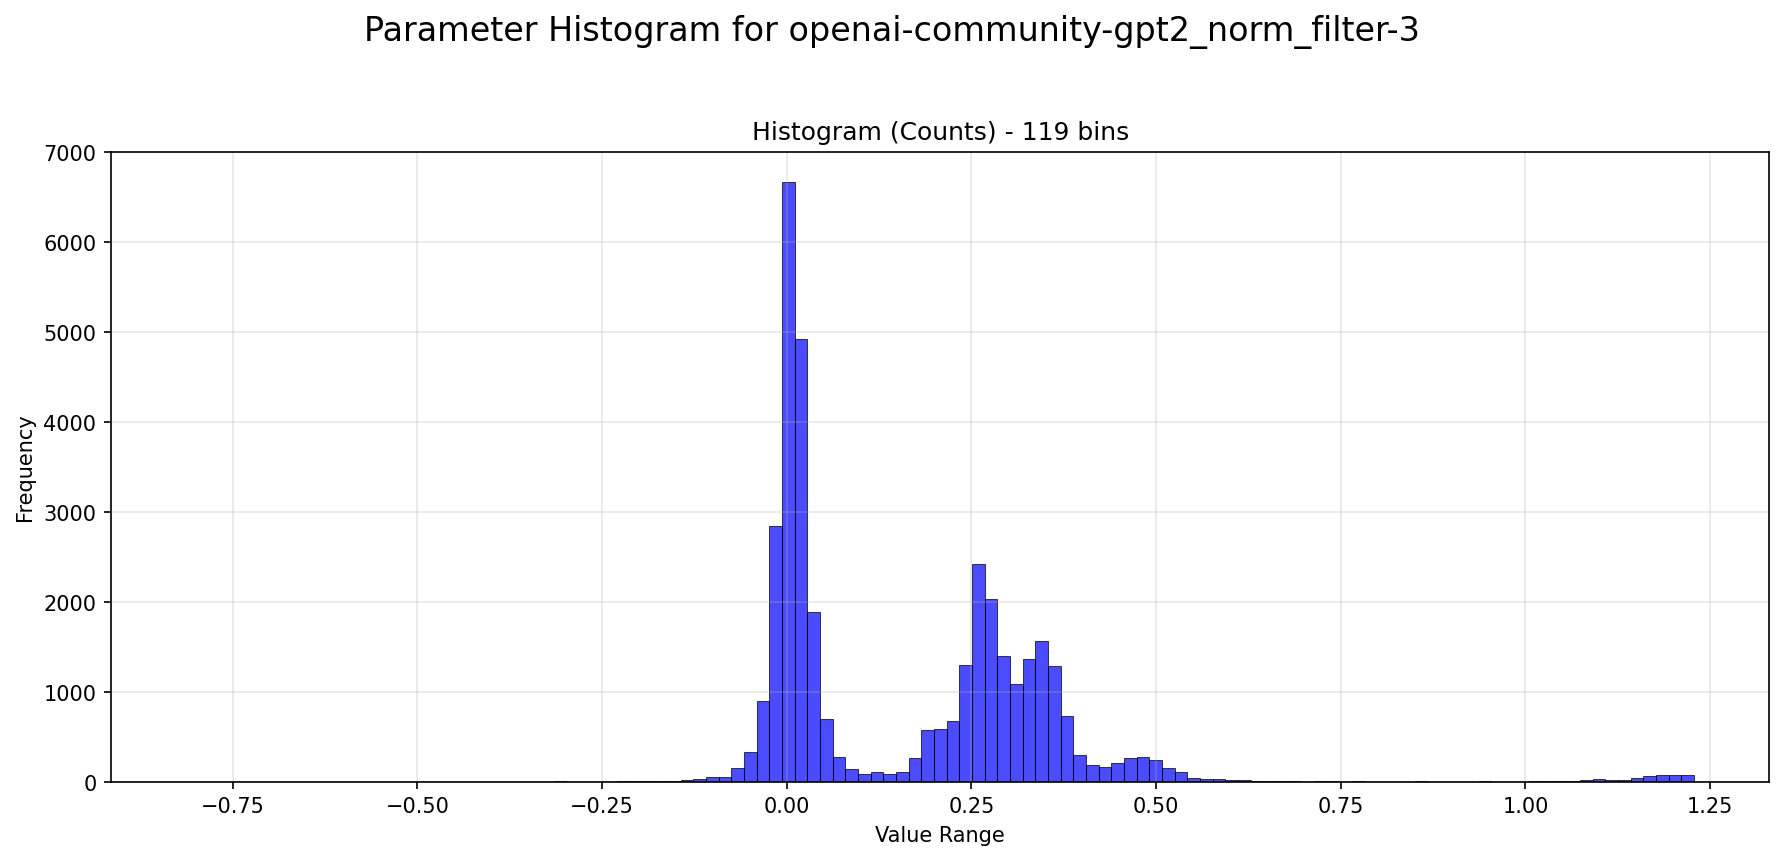 Parameter Histogram for openai-community-gpt2_norm_filter-3
Histogram (Counts) - 119 bins
7000
6000
5000
4000
3000
2000
1000
0
Frequency
−0.75 −0.50 −0.25 0.00 0.25 0.50 0.75 1.00 1.25
Value Range